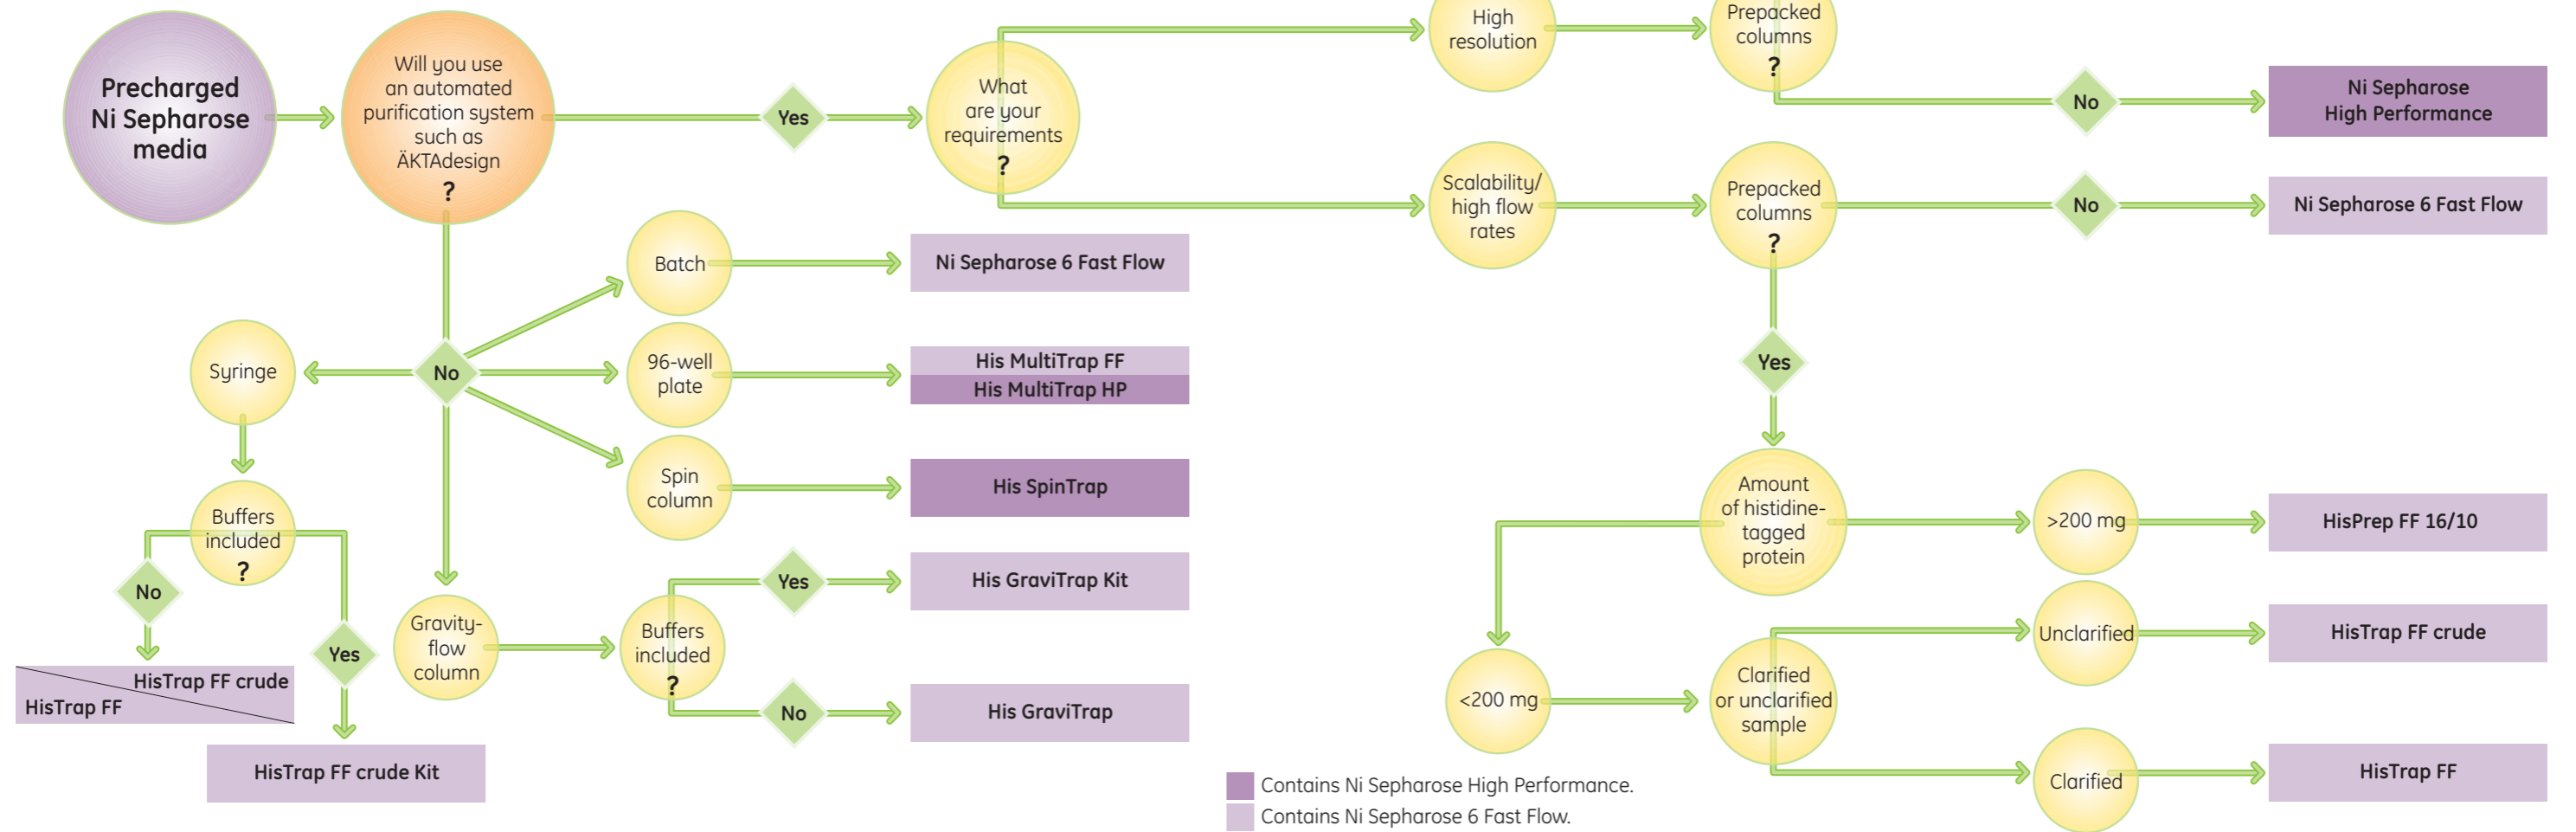 Precharged
Ni Sepharose
media
Will you use
an automated
purification system
such as
ÄKTAdesign
?
Yes
What
are your
requirements
?
High
resolution
Prepacked
columns
?
No
Ni Sepharose
High Performance
Scalability/
high flow
rates
Prepacked
columns
?
No
Ni Sepharose 6 Fast Flow
Yes
Amount
of histidine-
tagged
protein
>200 mg
HisPrep FF 16/10
<200 mg
Clarified
or unclarified
sample
Unclarified
HisTrap FF crude
Clarified
HisTrap FF
No
Batch
Ni Sepharose 6 Fast Flow
96-well
plate
His MultiTrap FF
His MultiTrap HP
Spin
column
His SpinTrap
Gravity-
flow
column
Buffers
included
?
Yes
His GraviTrap Kit
No
His GraviTrap
Syringe
Buffers
included
?
No
HisTrap FF crude
HisTrap FF
Yes
HisTrap FF crude Kit
Contains Ni Sepharose High Performance.
Contains Ni Sepharose 6 Fast Flow.